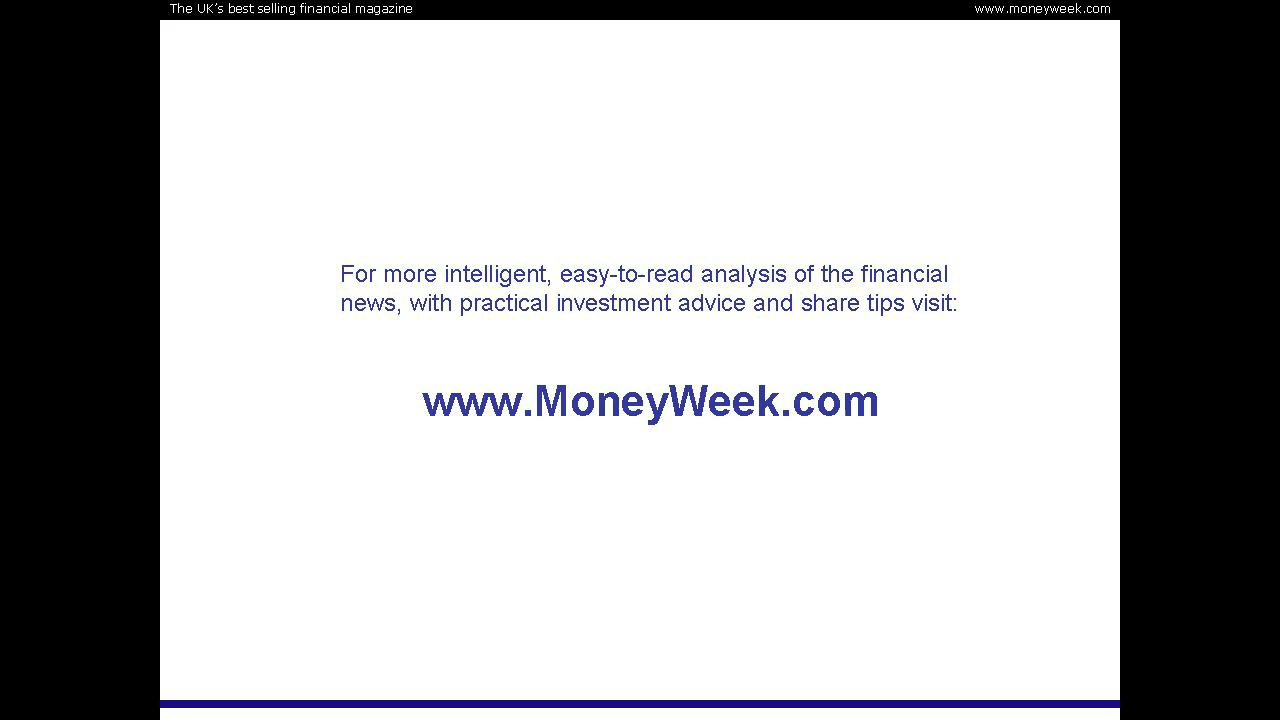 The UK’s best selling financial magazine
www.moneyweek.com
For more intelligent, easy-to-read analysis of the financial
news, with practical investment advice and share tips visit:
www.MoneyWeek.com